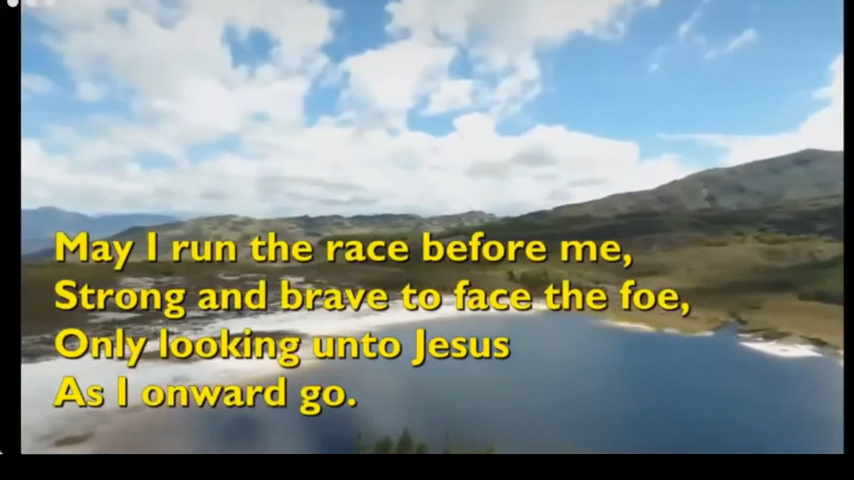 May I run the race before me,
Strong and brave to face the foe,
Only looking unto Jesus
As I onward go.